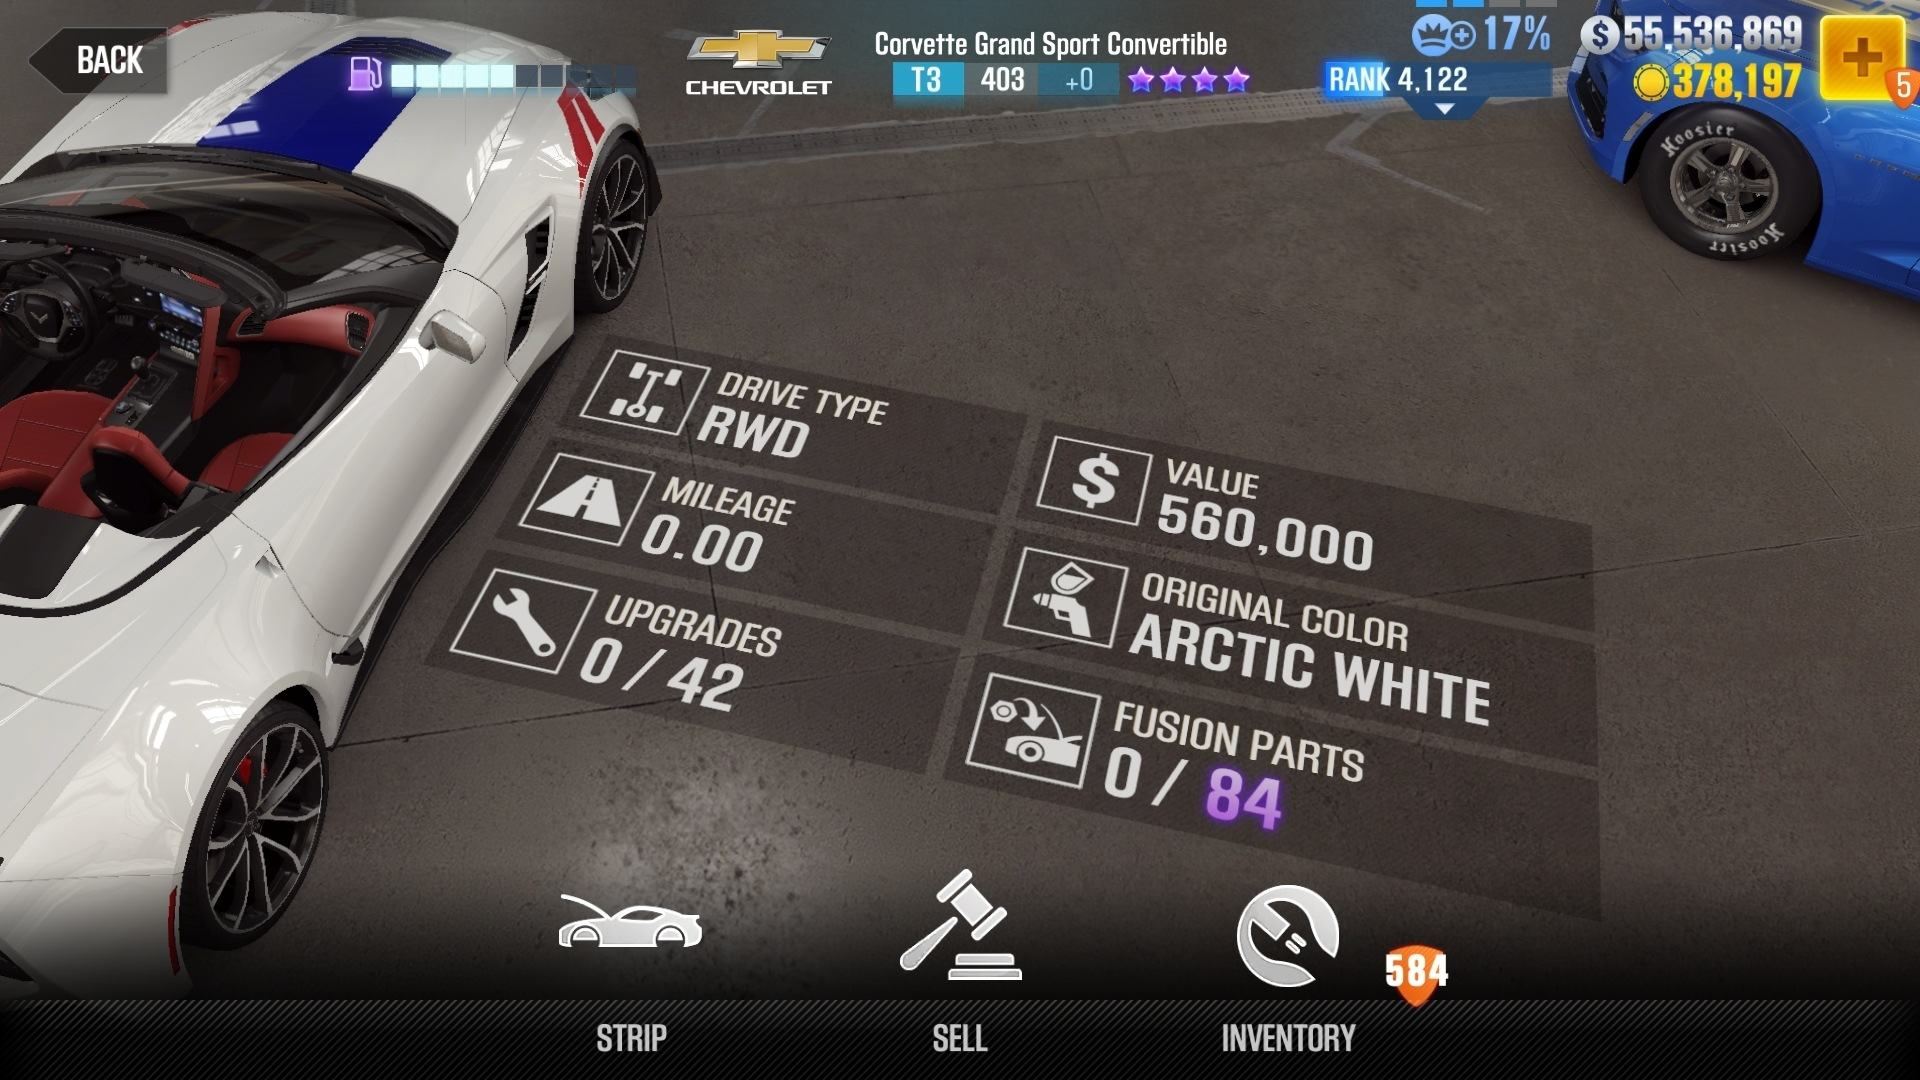 BACK
CHEVROLET
Corvette Grand Sport Convertible
T3 403 +0
17%
RANK 4,122
55,536,869
378,197
5
Hoosier
Hoosier
DRIVE TYPE
RWD
MILEAGE
0.00
UPGRADES
0 / 42
VALUE
560,000
ORIGINAL COLOR
ARCTIC WHITE
FUSION PARTS
0 / 84
584
STRIP
SELL
INVENTORY